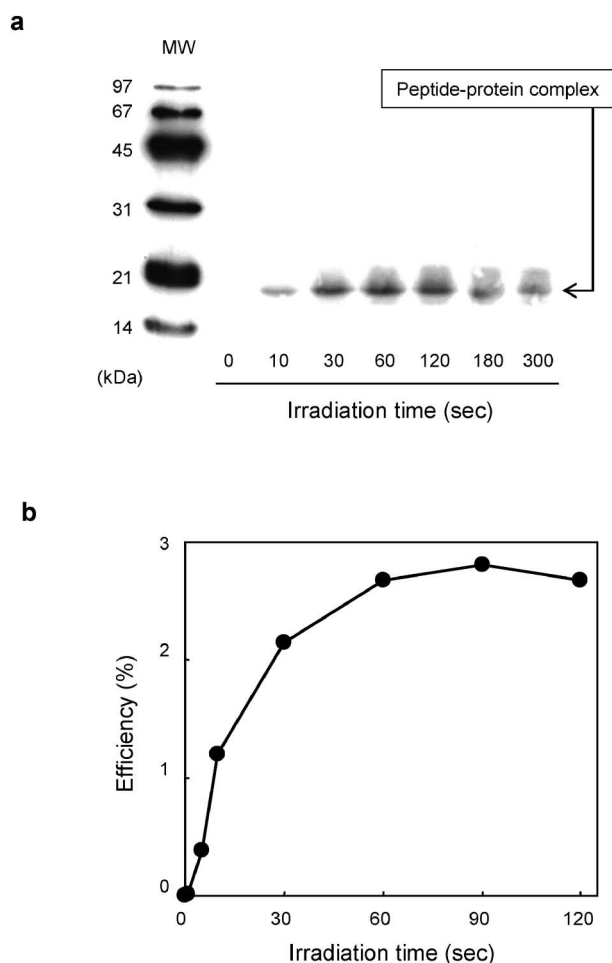 a
MW
97
67
45
31
21
14
(kDa)
Peptide-protein complex
0 10 30 60 120 180 300
Irradiation time (sec)
b
3
2
1
0
Efficiency (%)
0 30 60 90 120
Irradiation time (sec)